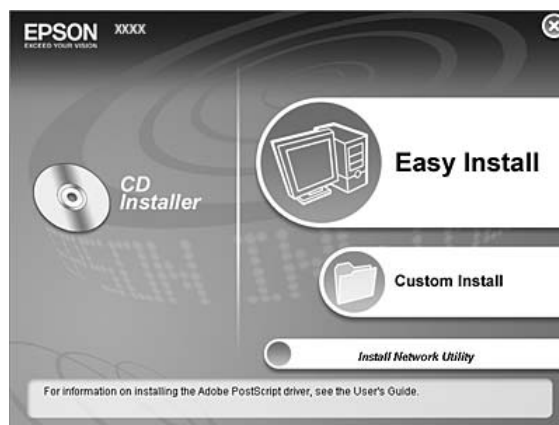 EPSON XXXX
EXCEED YOUR VISION
Easy Install
CD
Installer
Custom Install
Install Network Utility
For information on installing the Adobe PostScript driver, see the User's Guide.